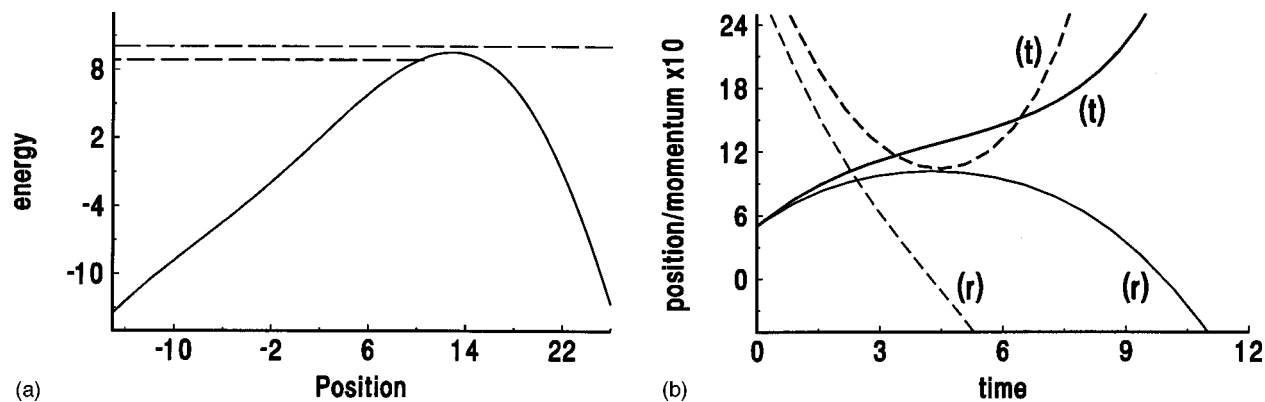 energy
8
2
-4
-10
-10 -2 6 14 22
Position
(a)
position/momentum x10
24
18
12
6
0
(t)
(t)
(r)
(r)
0 3 6 9 12
time
(b)